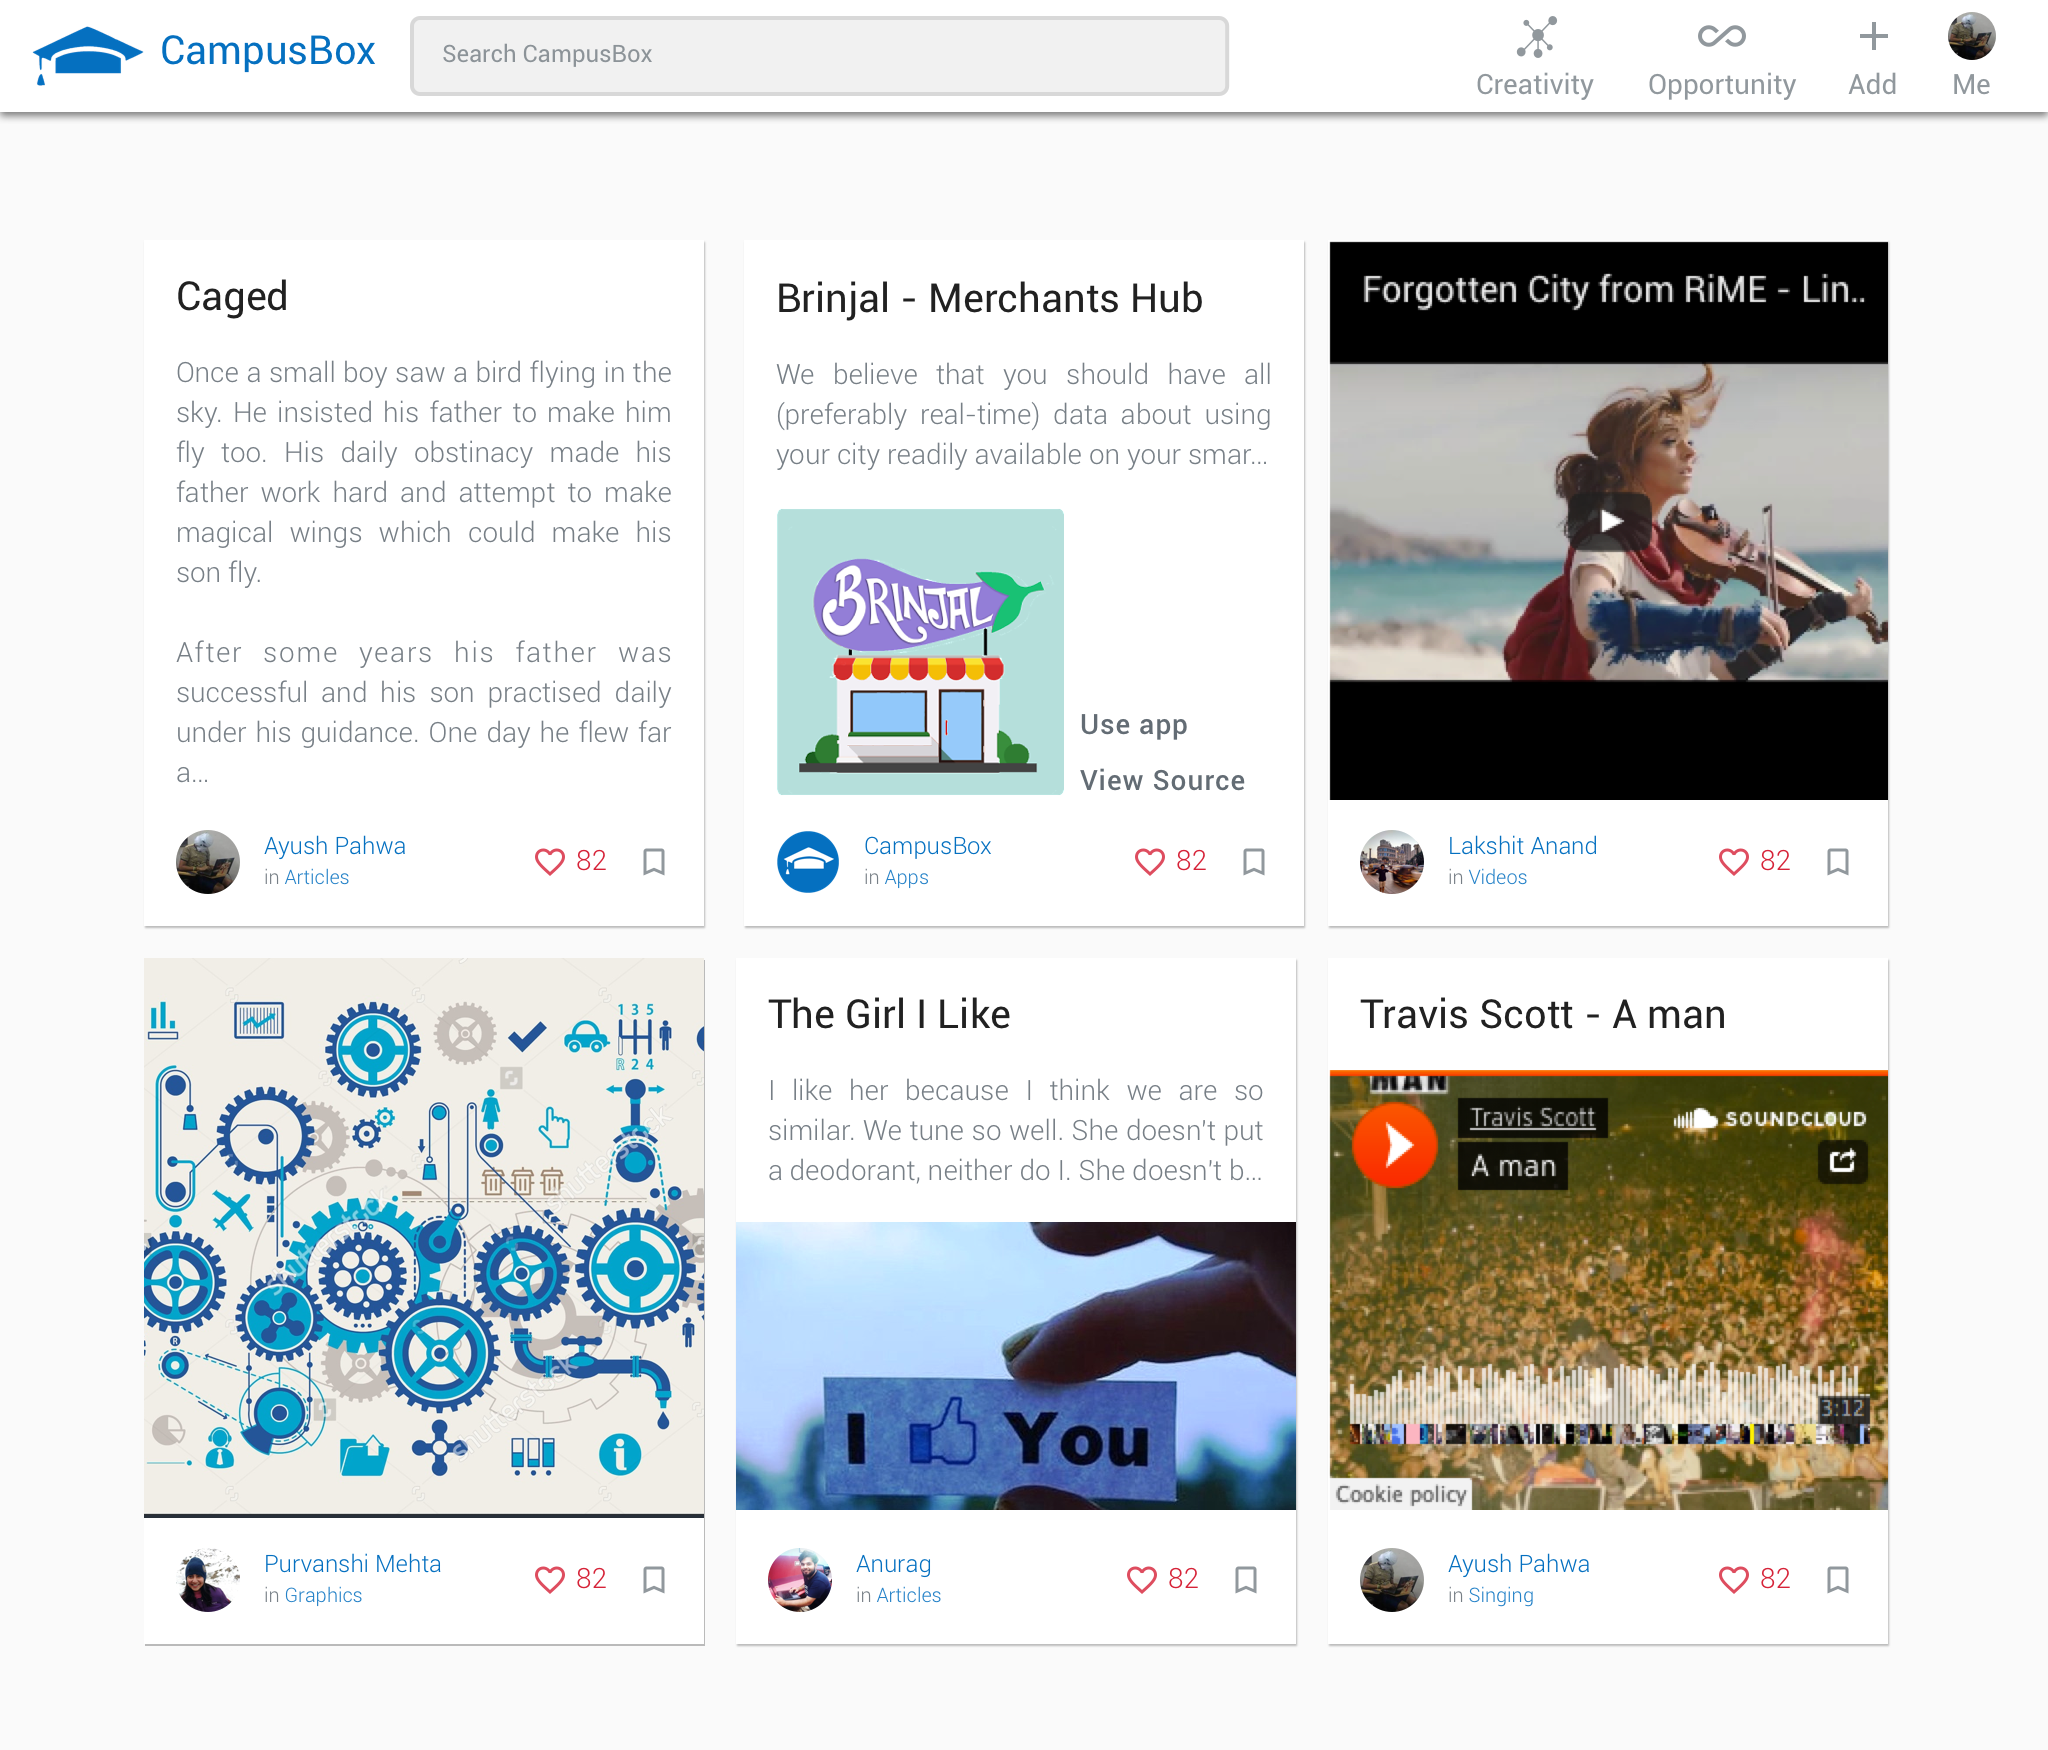 CampusBox
Search CampusBox
Creativity
Opportunity
Add
Me
Caged
Once a small boy saw a bird flying in the
sky. He insisted his father to make him
fly too. His daily obstinacy made his
father work hard and attempt to make
magical wings which could make his
son fly.
After some years his father was
successful and his son practised daily
under his guidance. One day he flew far
a...
Ayush Pahwa
in Articles
82
Brinjal - Merchants Hub
We believe that you should have all
(preferably real-time) data about using
your city readily available on your smar...
BRINJAL
Use app
View Source
CampusBox
in Apps
82
Forgotten City from RiME - Lin..
Lakshit Anand
in Videos
82
1 3 5
R 2 4
shutterstock
shutterstock
shutterstock
R
i
Purvanshi Mehta
in Graphics
82
The Girl I Like
I like her because I think we are so
similar. We tune so well. She doesn't put
a deodorant, neither do I. She doesn't b...
I You
Anurag
in Articles
82
Travis Scott - A man
MAN
Travis Scott
SOUNDCLOUD
A man
3:12
Cookie policy
Ayush Pahwa
in Singing
82